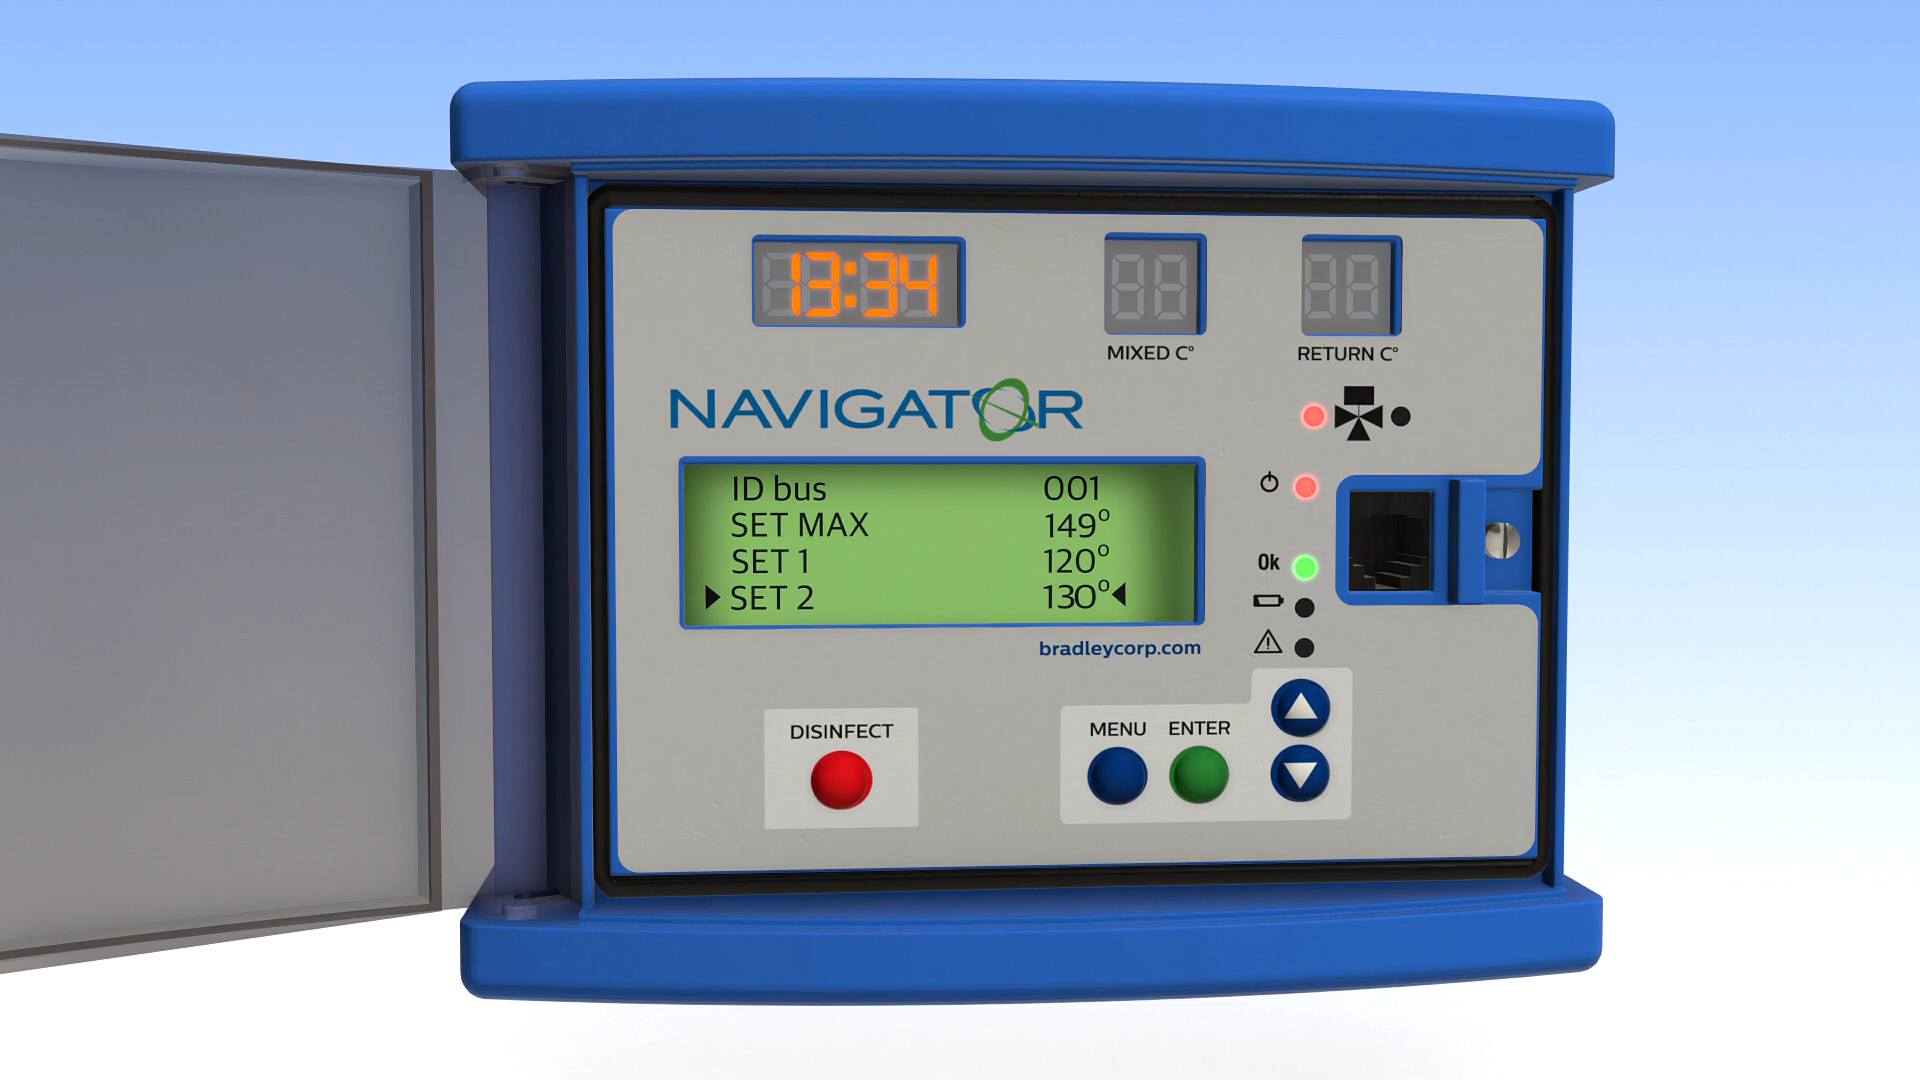 13:34
MIXED C°
RETURN C°
NAVIGATOR
ID bus 001
SET MAX 149°
SET 1 120°
SET 2 130°
Ok
bradleycorp.com
DISINFECT
MENU ENTER